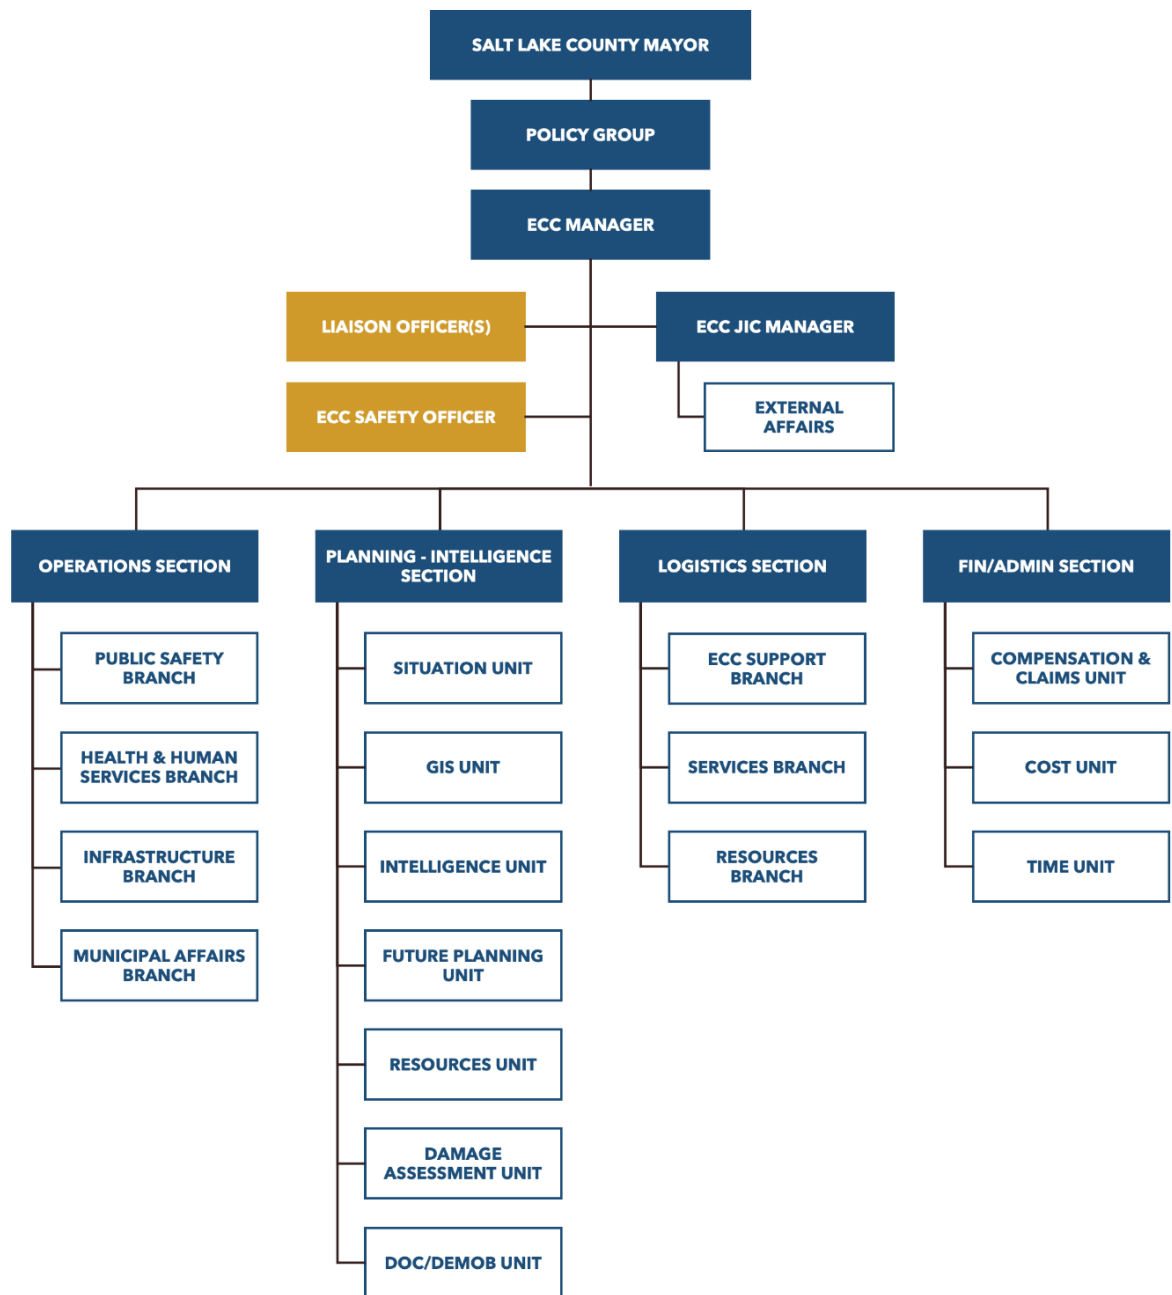 SALT LAKE COUNTY MAYOR
POLICY GROUP
ECC MANAGER
LIAISON OFFICER(S)
ECC JIC MANAGER
ECC SAFETY OFFICER
EXTERNAL
AFFAIRS
OPERATIONS SECTION
PUBLIC SAFETY
BRANCH
HEALTH & HUMAN
SERVICES BRANCH
INFRASTRUCTURE
BRANCH
MUNICIPAL AFFAIRS
BRANCH
PLANNING - INTELLIGENCE
SECTION
SITUATION UNIT
GIS UNIT
INTELLIGENCE UNIT
FUTURE PLANNING
UNIT
RESOURCES UNIT
DAMAGE
ASSESSMENT UNIT
DOC/DEMOB UNIT
LOGISTICS SECTION
ECC SUPPORT
BRANCH
SERVICES BRANCH
RESOURCES
BRANCH
FIN/ADMIN SECTION
COMPENSATION &
CLAIMS UNIT
COST UNIT
TIME UNIT